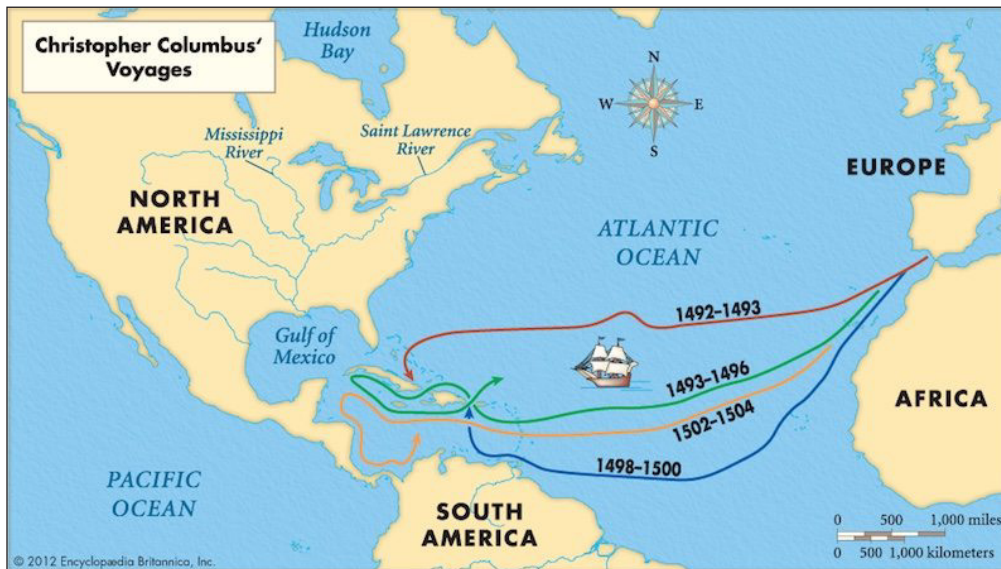 Christopher Columbus'
Voyages
Hudson
Bay
N
W
E
S
Mississippi
River
Saint Lawrence
River
EUROPE
NORTH
AMERICA
ATLANTIC
OCEAN
1492–1493
Gulf of
Mexico
1493–1496
AFRICA
1502–1504
1498–1500
PACIFIC
OCEAN
SOUTH
AMERICA
0 500 1,000 miles
0 500 1,000 kilometers
© 2012 Encyclopædia Britannica, Inc.